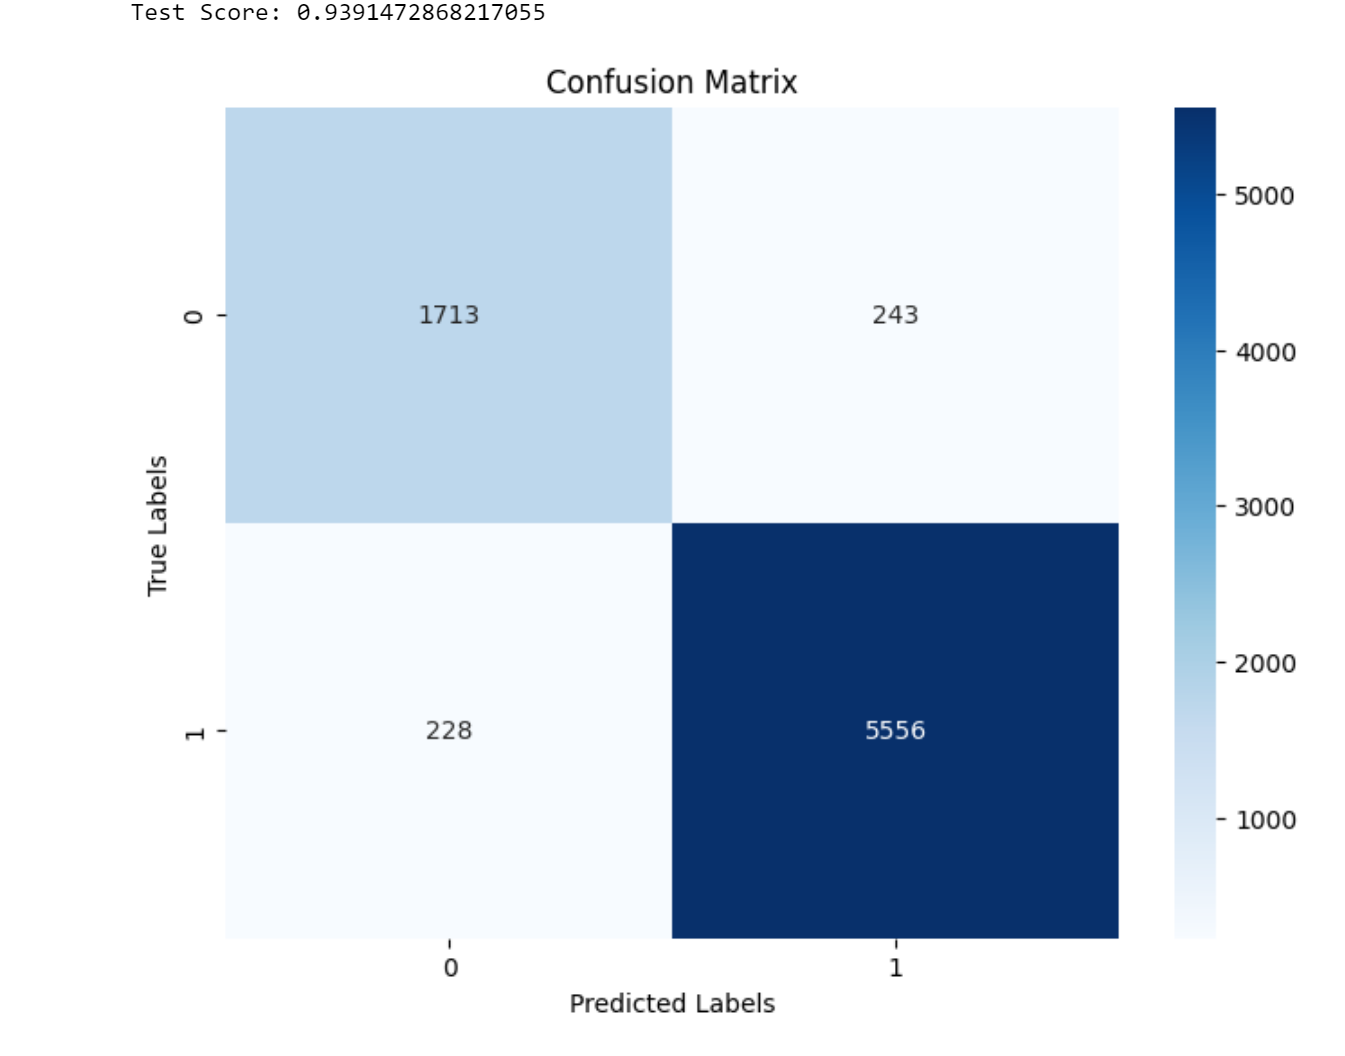 Test Score: 0.9391472868217055
Confusion Matrix
1713 243
228 5556
0
1
True Labels
0 1
Predicted Labels
5000
4000
3000
2000
1000